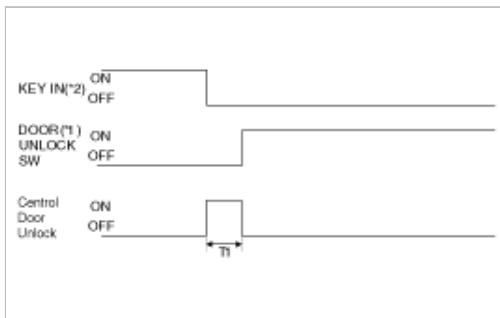 KEY IN(*2)
ON
OFF
DOOR(*1)
UNLOCK
SW
ON
OFF
Central
Door
Unlock
ON
OFF
T1